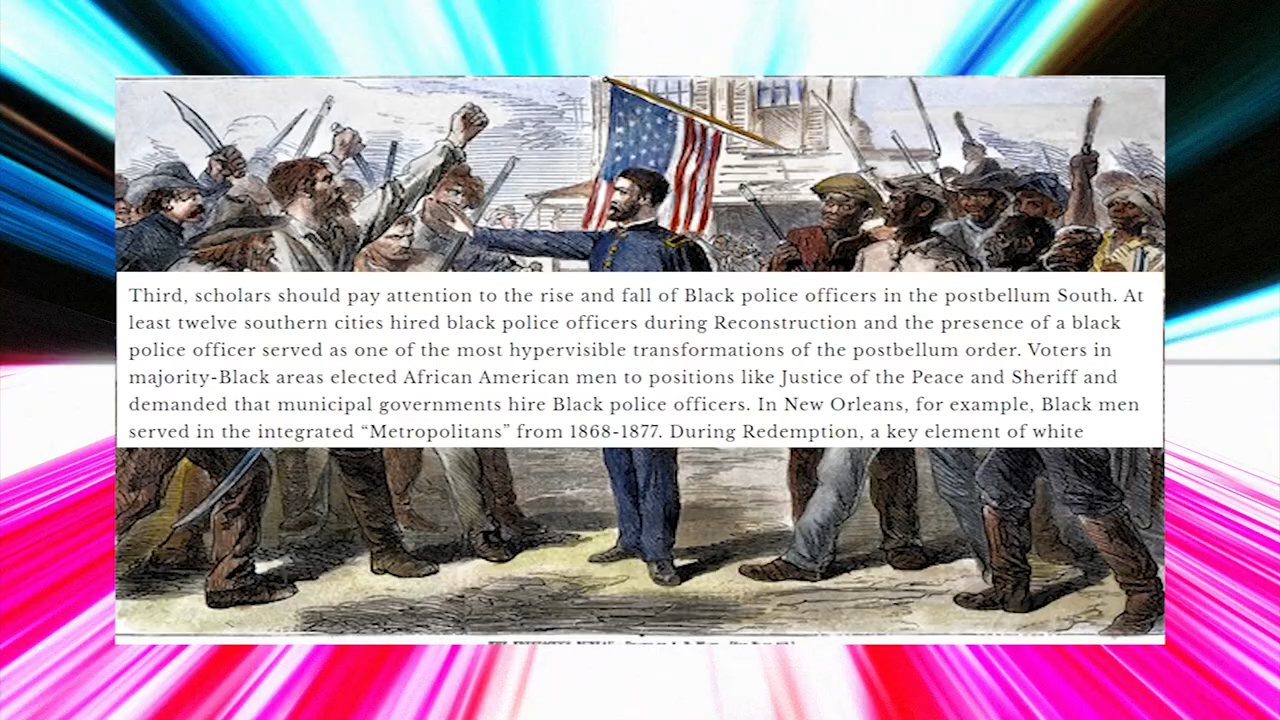 Third, scholars should pay attention to the rise and fall of Black police officers in the postbellum South. At
least twelve southern cities hired black police officers during Reconstruction and the presence of a black
police officer served as one of the most hypervisible transformations of the postbellum order. Voters in
majority-Black areas elected African American men to positions like Justice of the Peace and Sheriff and
demanded that municipal governments hire Black police officers. In New Orleans, for example, Black men
served in the integrated “Metropolitans” from 1868-1877. During Redemption, a key element of white